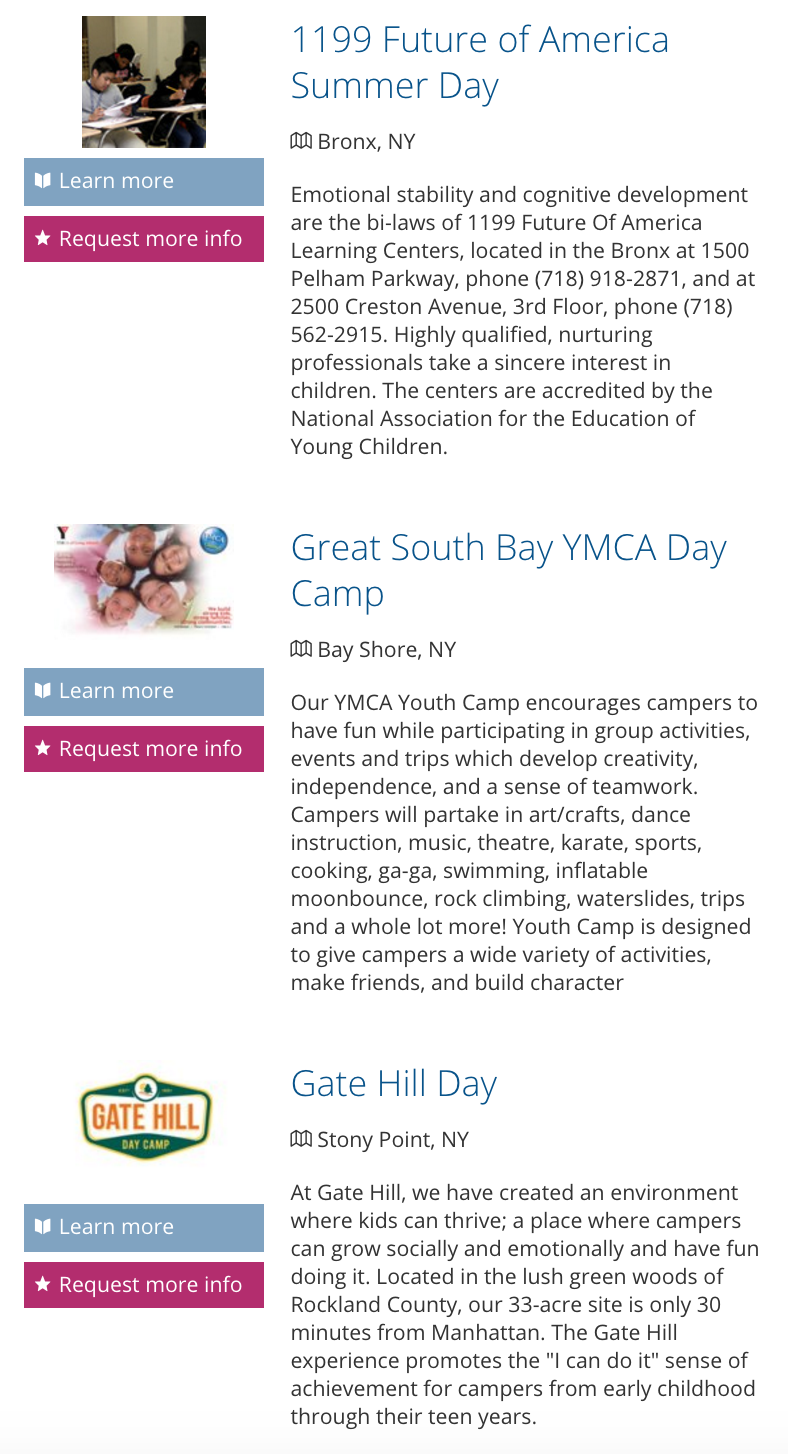 1199 Future of America
Summer Day
Bronx, NY
Learn more
Request more info
Emotional stability and cognitive development
are the bi-laws of 1199 Future Of America
Learning Centers, located in the Bronx at 1500
Pelham Parkway, phone (718) 918-2871, and at
2500 Creston Avenue, 3rd Floor, phone (718)
562-2915. Highly qualified, nurturing
professionals take a sincere interest in
children. The centers are accredited by the
National Association for the Education of
Young Children.
Y
Great South Bay YMCA Day
Camp
we build
strong kids,
strong families,
strong communities
Bay Shore, NY
Learn more
Request more info
Our YMCA Youth Camp encourages campers to
have fun while participating in group activities,
events and trips which develop creativity,
independence, and a sense of teamwork.
Campers will partake in art/crafts, dance
instruction, music, theatre, karate, sports,
cooking, ga-ga, swimming, inflatable
moonbounce, rock climbing, waterslides, trips
and a whole lot more! Youth Camp is designed
to give campers a wide variety of activities,
make friends, and build character
GATE HILL
DAY CAMP
Gate Hill Day
Stony Point, NY
Learn more
Request more info
At Gate Hill, we have created an environment
where kids can thrive; a place where campers
can grow socially and emotionally and have fun
doing it. Located in the lush green woods of
Rockland County, our 33-acre site is only 30
minutes from Manhattan. The Gate Hill
experience promotes the "I can do it" sense of
achievement for campers from early childhood
through their teen years.